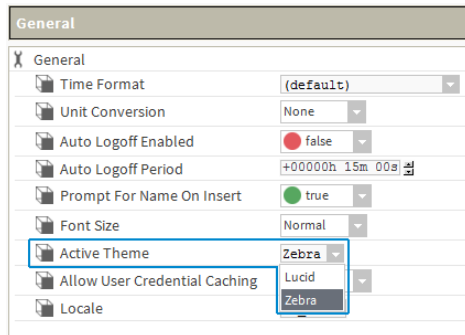 General
General
Time Format (default)
Unit Conversion None
Auto Logoff Enabled false
Auto Logoff Period +00000h 15m 00s
Prompt For Name On Insert true
Font Size Normal
Active Theme Zebra
Lucid
Allow User Credential Caching
Zebra
Locale